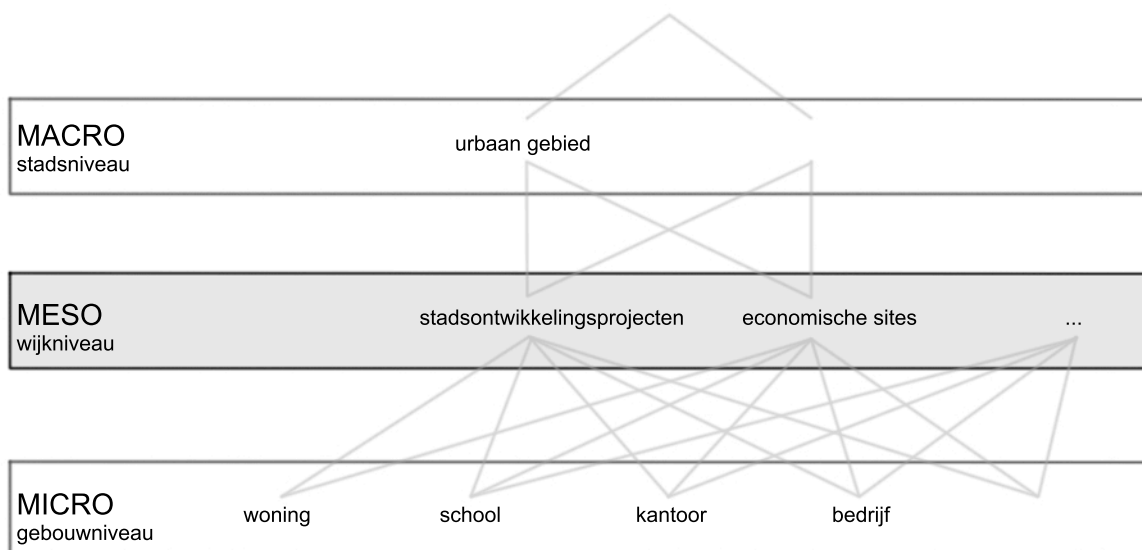 MACRO
stadsniveau
urbaan gebied
MESO
wijkniveau
stadsontwikkelingsprojecten
economische sites
...
MICRO
gebouwniveau
woning
school
kantoor
bedrijf